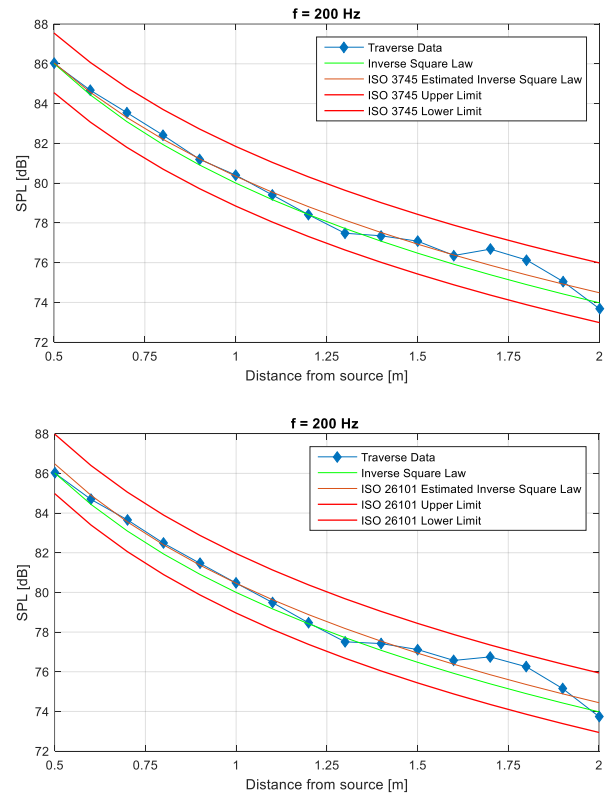 f = 200 Hz
88
86
84
82
80
78
76
74
72
SPL [dB]
Traverse Data
Inverse Square Law
ISO 3745 Estimated Inverse Square Law
ISO 3745 Upper Limit
ISO 3745 Lower Limit
0.5 0.75 1 1.25 1.5 1.75 2
Distance from source [m]
f = 200 Hz
88
86
84
82
80
78
76
74
72
SPL [dB]
Traverse Data
Inverse Square Law
ISO 26101 Estimated Inverse Square Law
ISO 26101 Upper Limit
ISO 26101 Lower Limit
0.5 0.75 1 1.25 1.5 1.75 2
Distance from source [m]